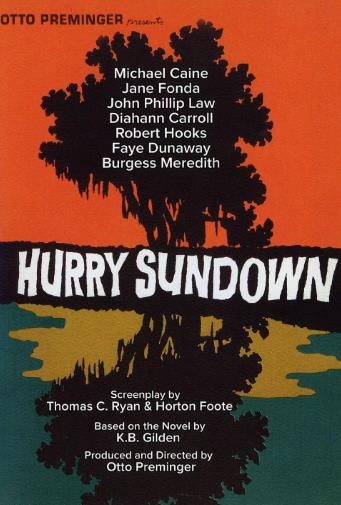 OTTO PREMINGER presents
Michael Caine
Jane Fonda
John Phillip Law
Diahann Carroll
Robert Hooks
Faye Dunaway
Burgess Meredith
HURRY SUNDOWN
Screenplay by
Thomas C. Ryan & Horton Foote
Based on the Novel by
K.B. Gilden
Produced and Directed by
Otto Preminger